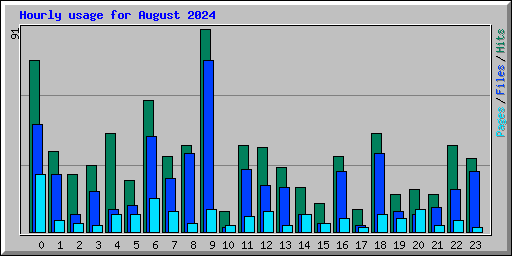 Hourly usage for August 2024
91
Pages / Files / Hits
0 1 2 3 4 5 6 7 8 9 10 11 12 13 14 15 16 17 18 19 20 21 22 23